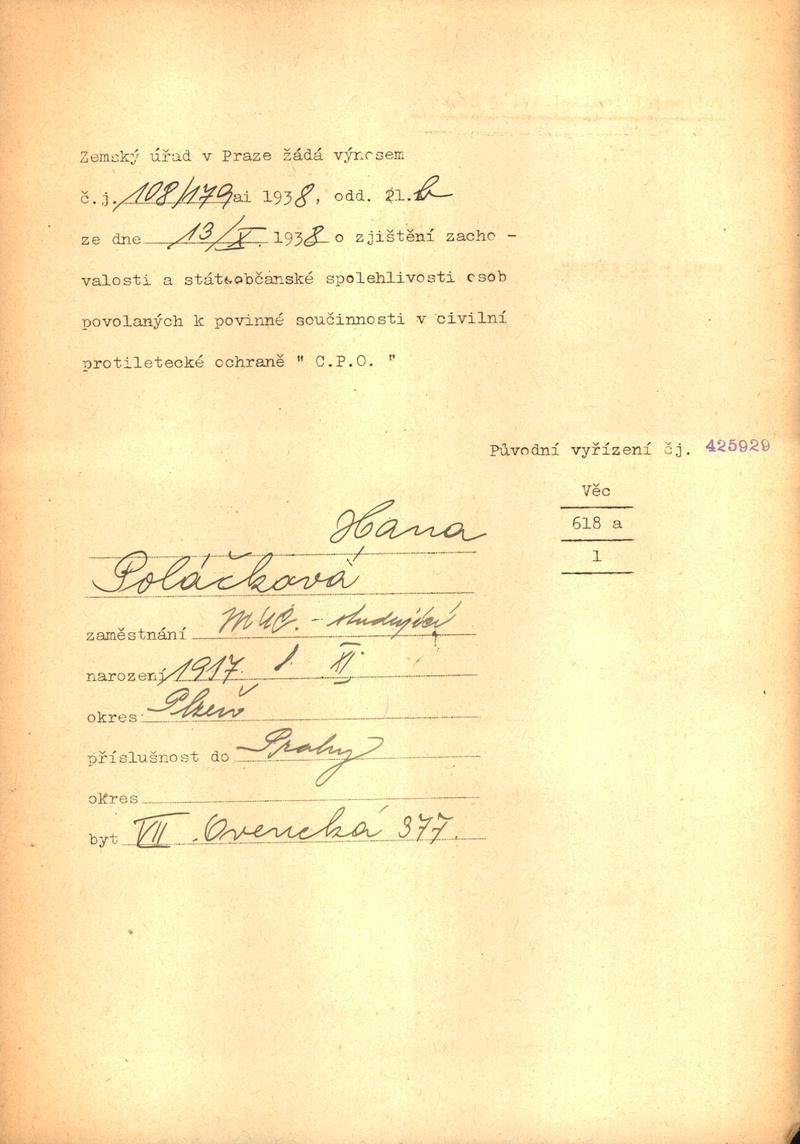 Zemský úřad v Praze žádá výnosem
č.j. 108/179 ai 1938, odd. 21.b
ze dne 13/X. 1938 o zjištění zacho -
valosti a státoobčanské spolehlivosti osob
povolaných k povinné součinnosti v civilní
protiletecké ochraně " C.P.O. "
Původní vyřízení čj. 425929
Věc
618 a
1
Hana
Poláčková
zaměstnání MUC. - studující
narození 1917 1. XI.
okres: Plzeň
příslušnost do Prahy
okres
byt VII. Ovenecká 377.